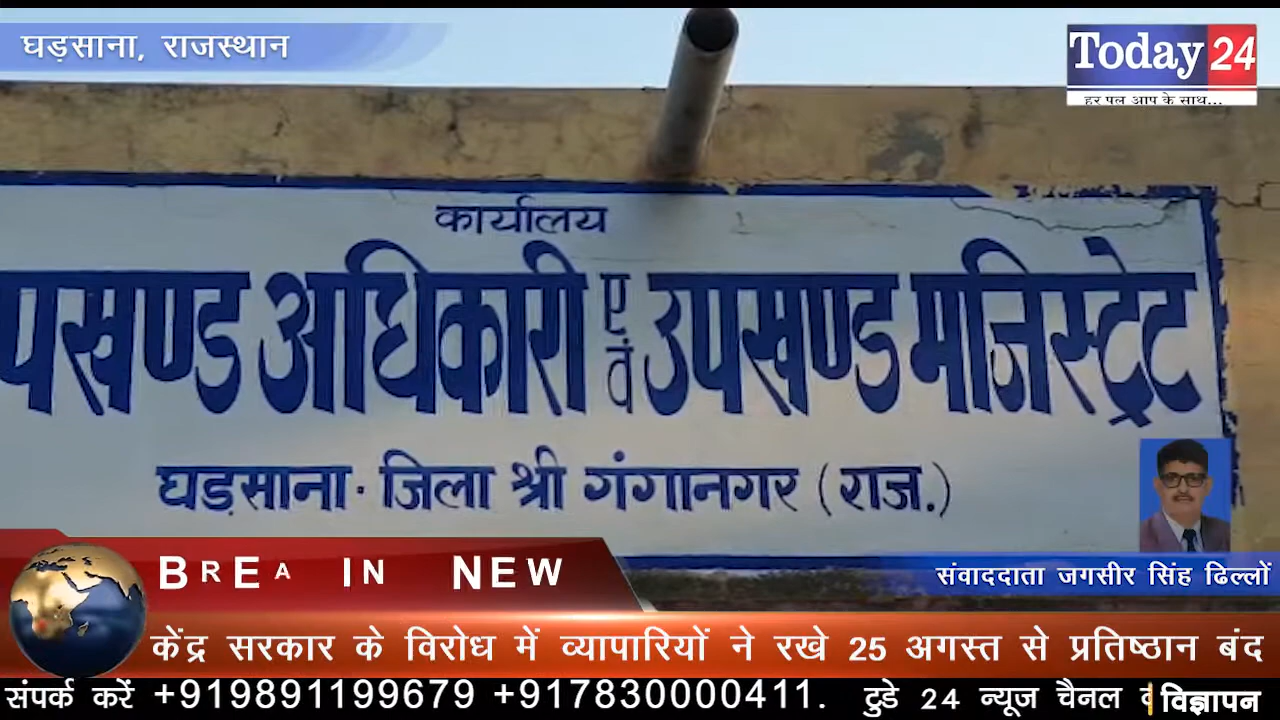 घड़साना, राजस्थान
Today 24
हर पल आप के साथ...
कार्यालय
पखण्ड अधिकारी एवं उपखण्ड मजिस्ट्रेट
घड़साना · जिला श्री गंगानगर (राज.)
BREA IN NEW
संवाददाता जगसीर सिंह ढिल्लों
केंद्र सरकार के विरोध में व्यापारियों ने रखे 25 अगस्त से प्रतिष्ठान बंद
संपर्क करें +919891199679 +917830000411. टुडे 24 न्यूज चैनल
विज्ञापन